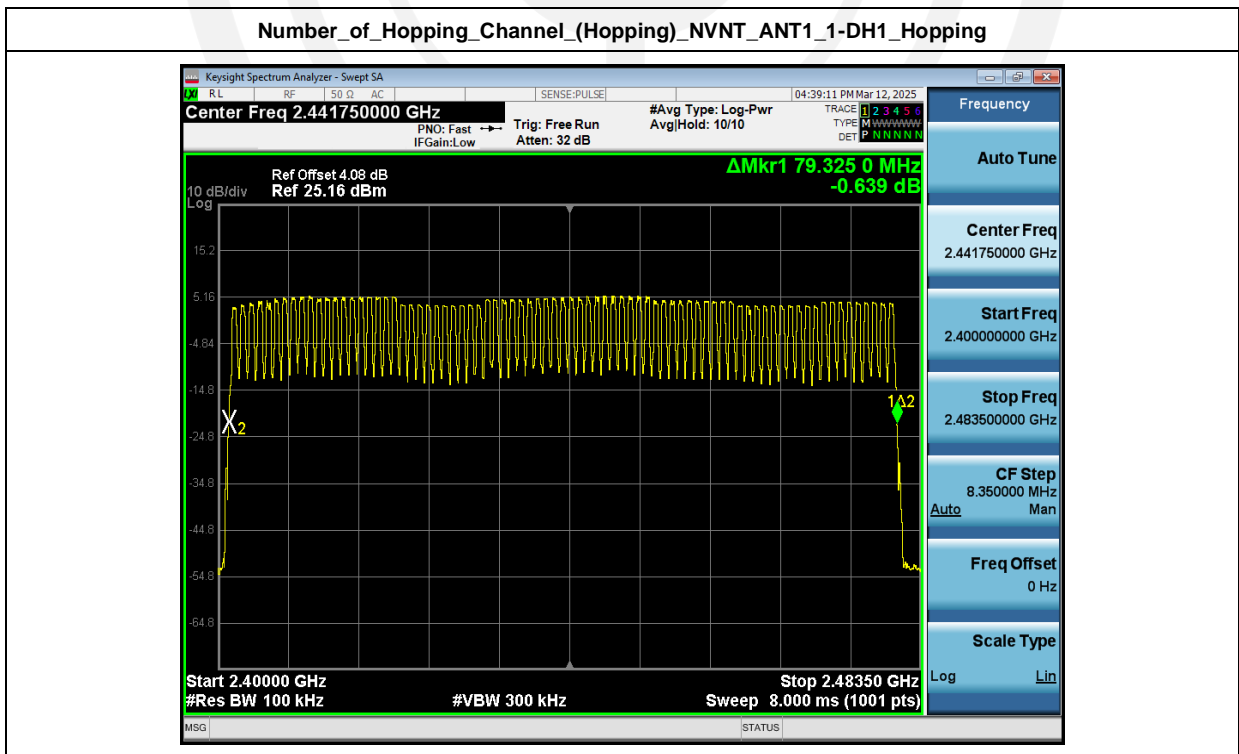 Number_of_Hopping_Channel_(Hopping)_NVNT_ANT1_1-DH1_Hopping
Keysight Spectrum Analyzer - Swept SA
LXI RL RF 50 Ω AC SENSE:PULSE 04:39:11 PM Mar 12, 2025
Center Freq 2.441750000 GHz
PNO: Fast
IFGain:Low
Trig: Free Run
Atten: 32 dB
#Avg Type: Log-Pwr
Avg|Hold: 10/10
TRACE 1 2 3 4 5 6
TYPE M WWWWW
DET P N N N N N
Frequency
Auto Tune
Center Freq
2.441750000 GHz
Start Freq
2.400000000 GHz
Stop Freq
2.483500000 GHz
CF Step
8.350000 MHz
Auto Man
Freq Offset
0 Hz
Scale Type
Log Lin
ΔMkr1 79.325 0 MHz
-0.639 dB
Ref Offset 4.08 dB
10 dB/div Ref 25.16 dBm
Log
15.2
5.16
-4.84
-14.8
1Δ2
X2
-24.8
-34.8
-44.8
-54.8
-64.8
Start 2.40000 GHz Stop 2.48350 GHz
#Res BW 100 kHz #VBW 300 kHz Sweep 8.000 ms (1001 pts)
MSG STATUS